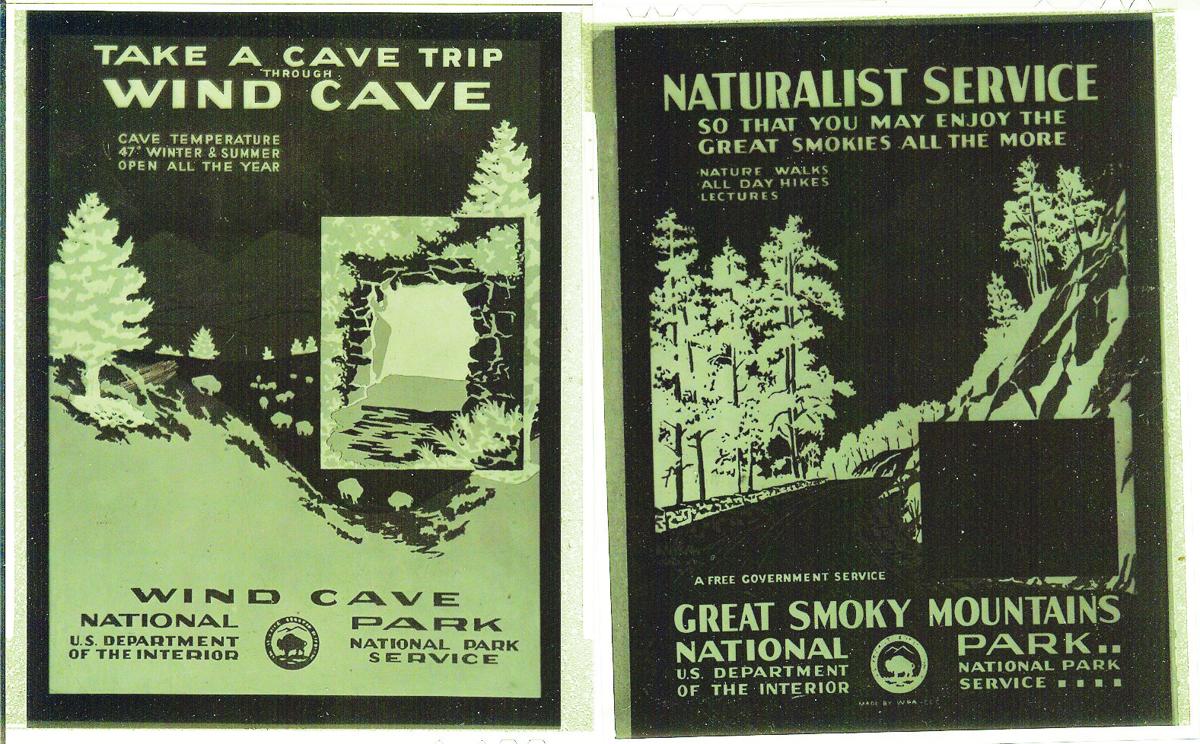 TAKE A CAVE TRIP
THROUGH
WIND CAVE
CAVE TEMPERATURE
47° WINTER & SUMMER
OPEN ALL THE YEAR
WIND CAVE
NATIONAL PARK
U.S. DEPARTMENT
OF THE INTERIOR
NATIONAL PARK
SERVICE
NATURALIST SERVICE
SO THAT YOU MAY ENJOY THE
GREAT SMOKIES ALL THE MORE
NATURE WALKS
ALL DAY HIKES
LECTURES
A FREE GOVERNMENT SERVICE
GREAT SMOKY MOUNTAINS
NATIONAL PARK..
U.S. DEPARTMENT
OF THE INTERIOR
NATIONAL PARK
SERVICE ....
MADE BY WPA